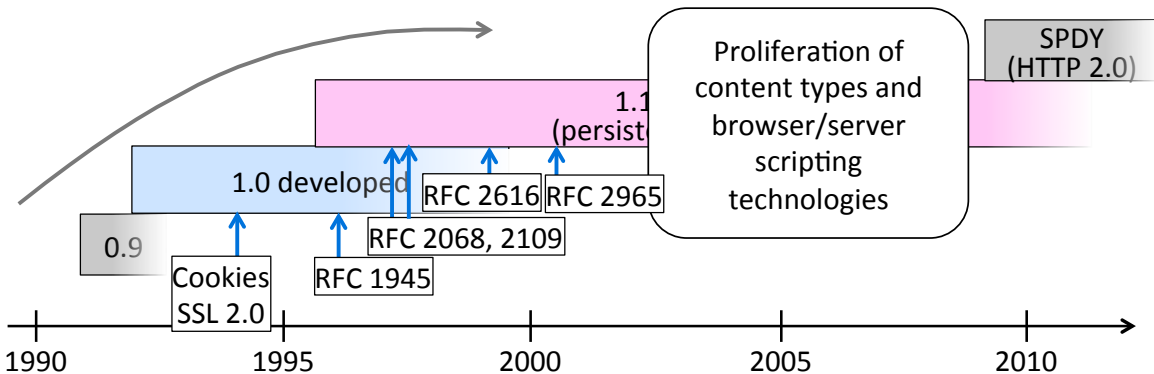 SPDY
(HTTP 2.0)
Proliferation of
content types and
browser/server
scripting
technologies
1.1
1.0 developed
RFC 2616
RFC 2965
0.9
RFC 2068, 2109
Cookies
SSL 2.0
RFC 1945
1990
1995
2000
2005
2010